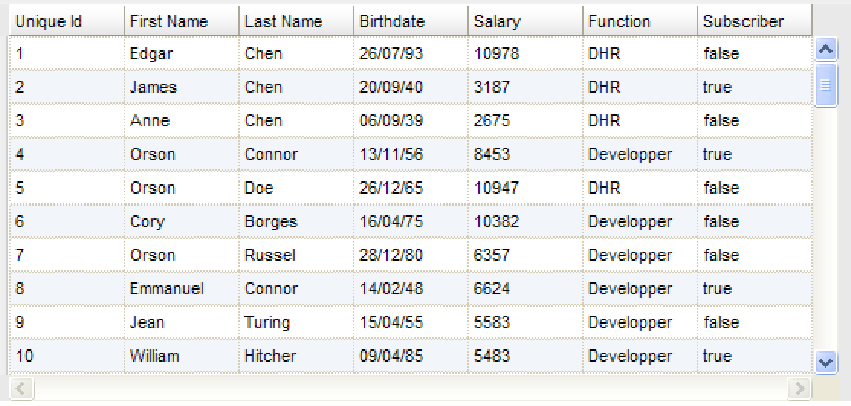 Unique Id First Name Last Name Birthdate Salary Function Subscriber
1 Edgar Chen 26/07/93 10978 DHR false
2 James Chen 20/09/40 3187 DHR true
3 Anne Chen 06/09/39 2675 DHR false
4 Orson Connor 13/11/56 8453 Developper true
5 Orson Doe 26/12/65 10947 DHR false
6 Cory Borges 16/04/75 10382 Developper false
7 Orson Russel 28/12/80 6357 Developper false
8 Emmanuel Connor 14/02/48 6624 Developper true
9 Jean Turing 15/04/55 5583 Developper false
10 William Hitcher 09/04/85 5483 Developper true